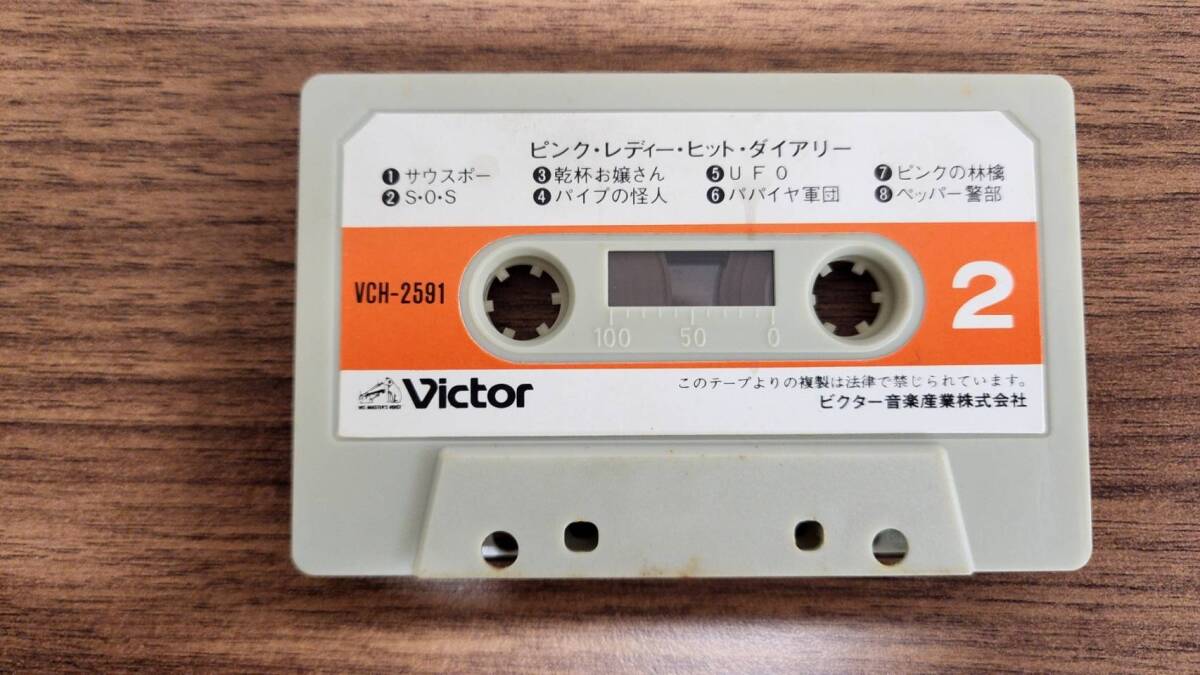 ピンク・レディー・ヒット・ダイアリー
❶サウスポー ❸乾杯お嬢さん ❺UFO ❼ピンクの林檎
❷S・O・S ❹パイプの怪人 ❻パパイヤ軍団 ❽ペッパー警部
VCH-2591
2
100 50 0
"HIS MASTER'S VOICE"
Victor
このテープよりの複製は法律で禁じられています。
ビクター音楽産業株式会社